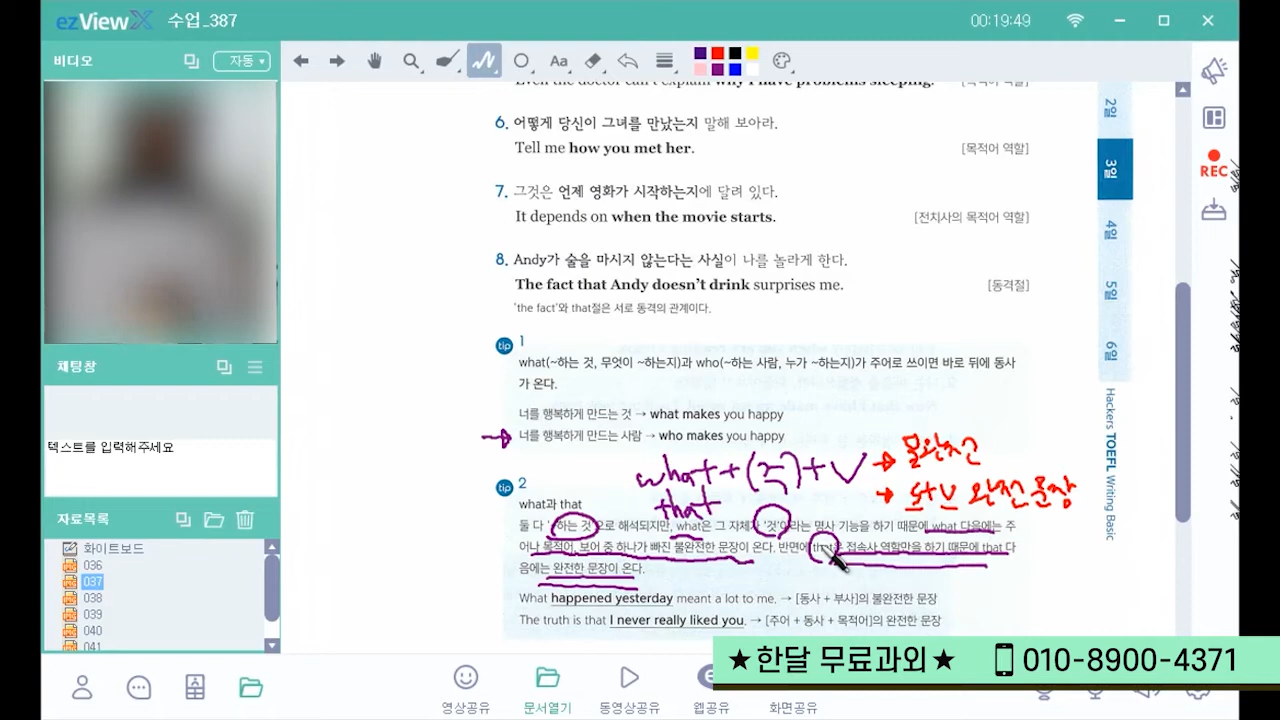 ezViewX 수업_387 00:19:49
비디오 자동
Aa
REC
채팅창
텍스트를 입력해주세요
자료목록
화이트보드
036
037
038
039
040
041
Even the doctor can't explain why I have problems sleeping. [목적어 역할]
6. 어떻게 당신이 그녀를 만났는지 말해 보아라.
Tell me how you met her. [목적어 역할]
7. 그것은 언제 영화가 시작하는지에 달려 있다.
It depends on when the movie starts. [전치사의 목적어 역할]
8. Andy가 술을 마시지 않는다는 사실이 나를 놀라게 한다.
The fact that Andy doesn't drink surprises me. [동격절]
'the fact'와 that절은 서로 동격의 관계이다.
tip 1
what(~하는 것, 무엇이 ~하는지)과 who(~하는 사람, 누가 ~하는지)가 주어로 쓰이면 바로 뒤에 동사
가 온다.
너를 행복하게 만드는 것 → what makes you happy
너를 행복하게 만드는 사람 → who makes you happy
what+(주)+V → 불완전
that → S+V 완전 문장
tip 2
what과 that
둘 다 '~하는 것'으로 해석되지만, what은 그 자체가 '것'이라는 명사 기능을 하기 때문에 what 다음에는 주
어나 목적어, 보어 중 하나가 빠진 불완전한 문장이 온다. 반면에 that은 접속사 역할만을 하기 때문에 that 다
음에는 완전한 문장이 온다.
What happened yesterday meant a lot to me. → [동사 + 부사]의 불완전한 문장
The truth is that I never really liked you. → [주어 + 동사 + 목적어]의 완전한 문장
2일
3일
4일
5일
6일
Hackers TOEFL Writing Basic
★한달 무료과외★ 010-8900-4371
영상공유 문서열기 동영상공유 웹공유 화면공유